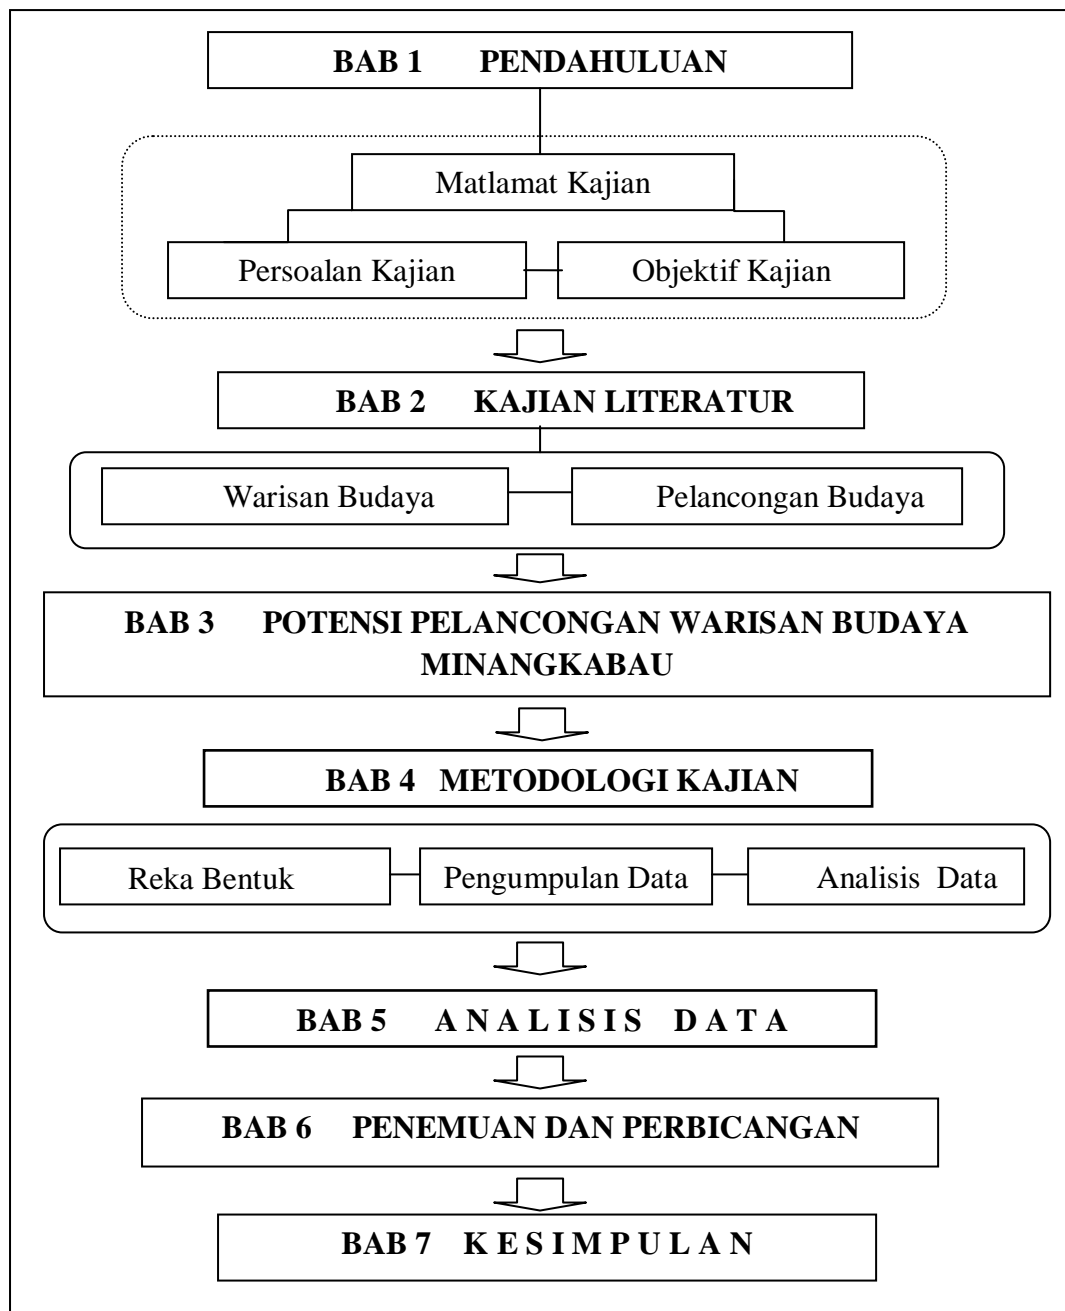 BAB 1 PENDAHULUAN
Matlamat Kajian
Persoalan Kajian
Objektif Kajian
BAB 2 KAJIAN LITERATUR
Warisan Budaya
Pelancongan Budaya
BAB 3 POTENSI PELANCONGAN WARISAN BUDAYA
MINANGKABAU
BAB 4 METODOLOGI KAJIAN
Reka Bentuk
Pengumpulan Data
Analisis Data
BAB 5 A N A L I S I S D A T A
BAB 6 PENEMUAN DAN PERBICANGAN
BAB 7 K E S I M P U L A N